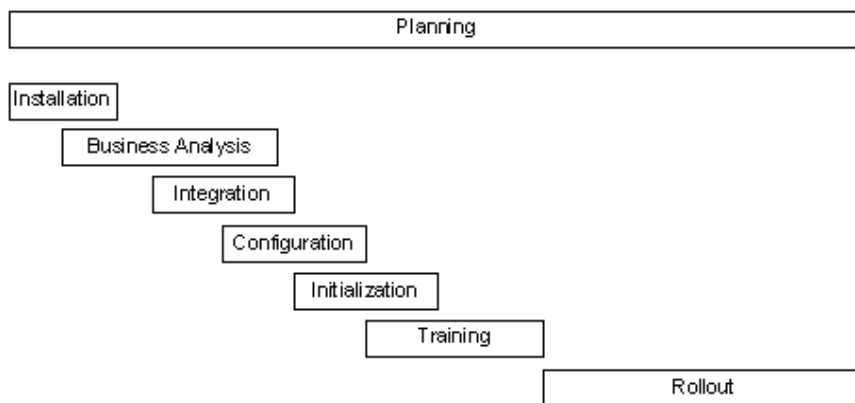 Planning
Installation
Business Analysis
Integration
Configuration
Initialization
Training
Rollout